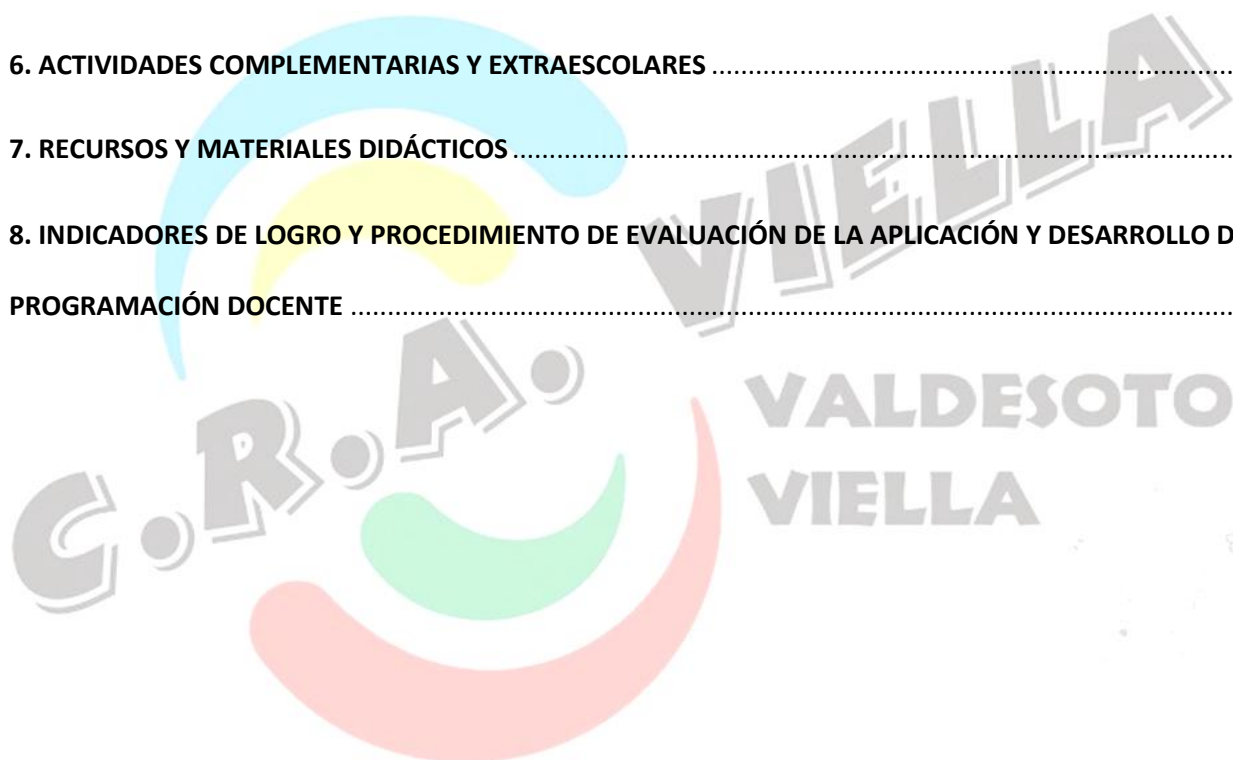 6. ACTIVIDADES COMPLEMENTARIAS Y EXTRAESCOLARES
7. RECURSOS Y MATERIALES DIDÁCTICOS
8. INDICADORES DE LOGRO Y PROCEDIMIENTO DE EVALUACIÓN DE LA APLICACIÓN Y DESARROLLO D
PROGRAMACIÓN DOCENTE
C.R.A. VIELLA
VALDESOTO
VIELLA